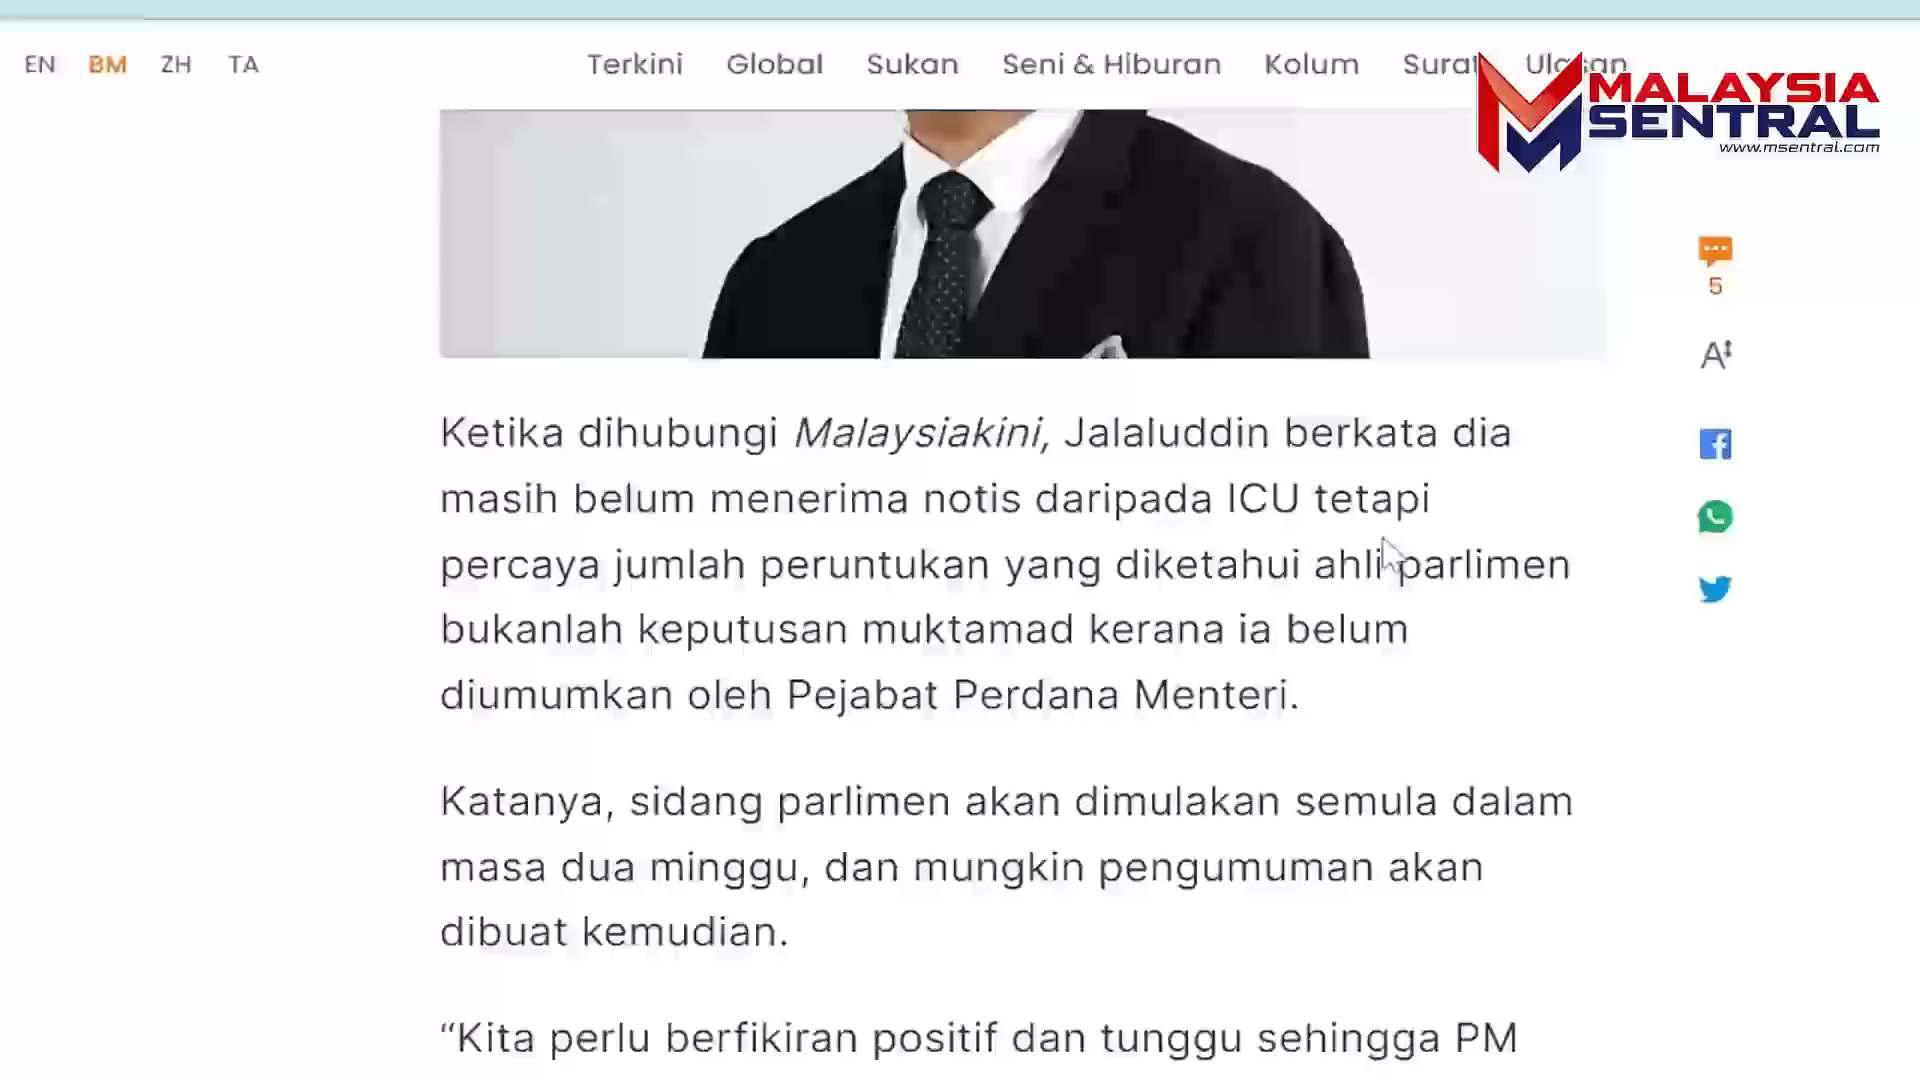 EN BM ZH TA
Terkini Global Sukan Seni & Hiburan Kolum Surat Ulasan
MALAYSIA
SENTRAL
www.msentral.com
5
Ketika dihubungi Malaysiakini, Jalaluddin berkata dia
masih belum menerima notis daripada ICU tetapi
percaya jumlah peruntukan yang diketahui ahli parlimen
bukanlah keputusan muktamad kerana ia belum
diumumkan oleh Pejabat Perdana Menteri.
Katanya, sidang parlimen akan dimulakan semula dalam
masa dua minggu, dan mungkin pengumuman akan
dibuat kemudian.
“Kita perlu berfikiran positif dan tunggu sehingga PM